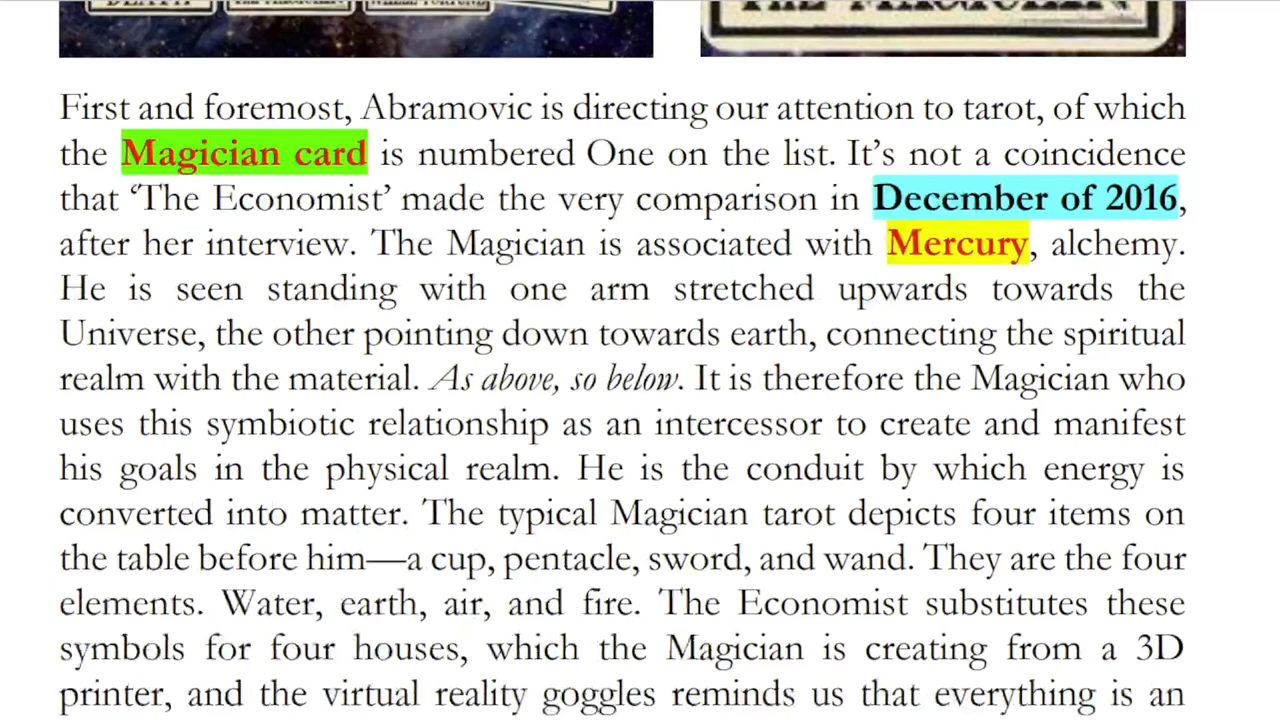 First and foremost, Abramovic is directing our attention to tarot, of which
the Magician card is numbered One on the list. It’s not a coincidence
that ‘The Economist’ made the very comparison in December of 2016,
after her interview. The Magician is associated with Mercury, alchemy.
He is seen standing with one arm stretched upwards towards the
Universe, the other pointing down towards earth, connecting the spiritual
realm with the material. As above, so below. It is therefore the Magician who
uses this symbiotic relationship as an intercessor to create and manifest
his goals in the physical realm. He is the conduit by which energy is
converted into matter. The typical Magician tarot depicts four items on
the table before him—a cup, pentacle, sword, and wand. They are the four
elements. Water, earth, air, and fire. The Economist substitutes these
symbols for four houses, which the Magician is creating from a 3D
printer, and the virtual reality goggles reminds us that everything is an